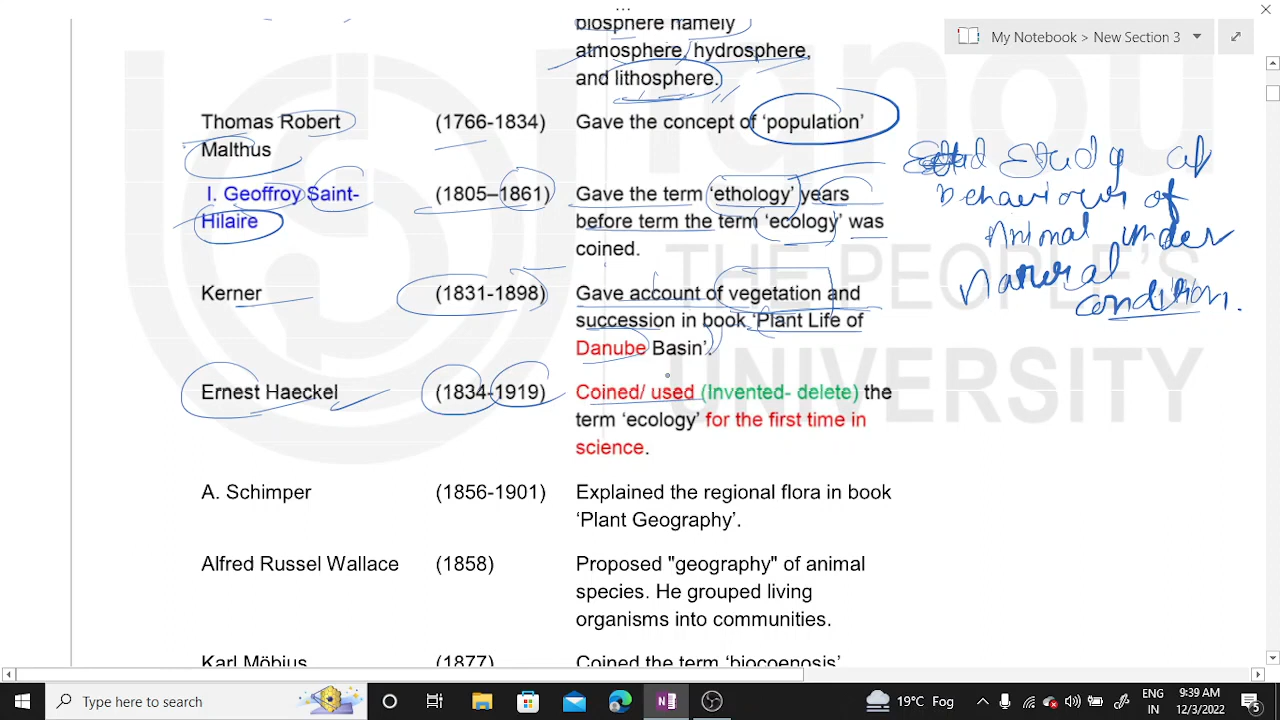 ...
My Notebook > New Section 3
biosphere namely
atmosphere, hydrosphere,
and lithosphere.
Thomas Robert Malthus (1766-1834) Gave the concept of ‘population’
I. Geoffroy Saint-Hilaire (1805–1861) Gave the term ‘ethology’ years
before term the term ‘ecology’ was
coined.
Study of
behaviours of
Animal under
Natural
condition.
Kerner (1831-1898) Gave account of vegetation and
succession in book ‘Plant Life of
Danube Basin’.
Ernest Haeckel (1834-1919) Coined/ used (Invented- delete) the
term ‘ecology’ for the first time in
science.
A. Schimper (1856-1901) Explained the regional flora in book
‘Plant Geography’.
Alfred Russel Wallace (1858) Proposed "geography" of animal
species. He grouped living
organisms into communities.
Karl Möbius (1877) Coined the term ‘biocoenosis’
ignou
THE PEOPLE'S
UNIVERSITY
Type here to search
19°C Fog
ENG
IN
9:39 AM
12/3/2022
5